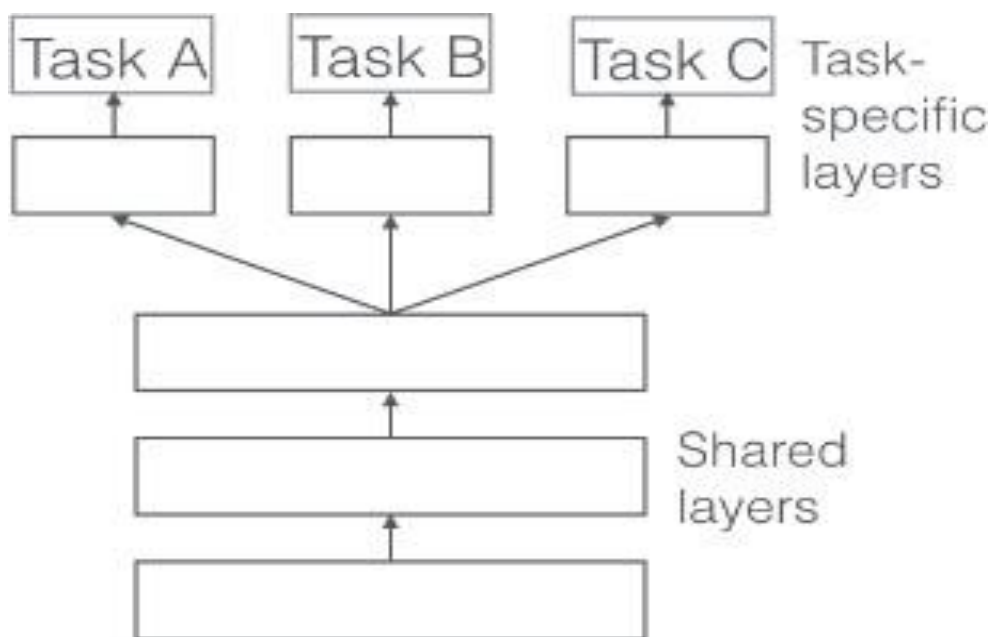 Task A
Task B
Task C
Task-
specific
layers
Shared
layers